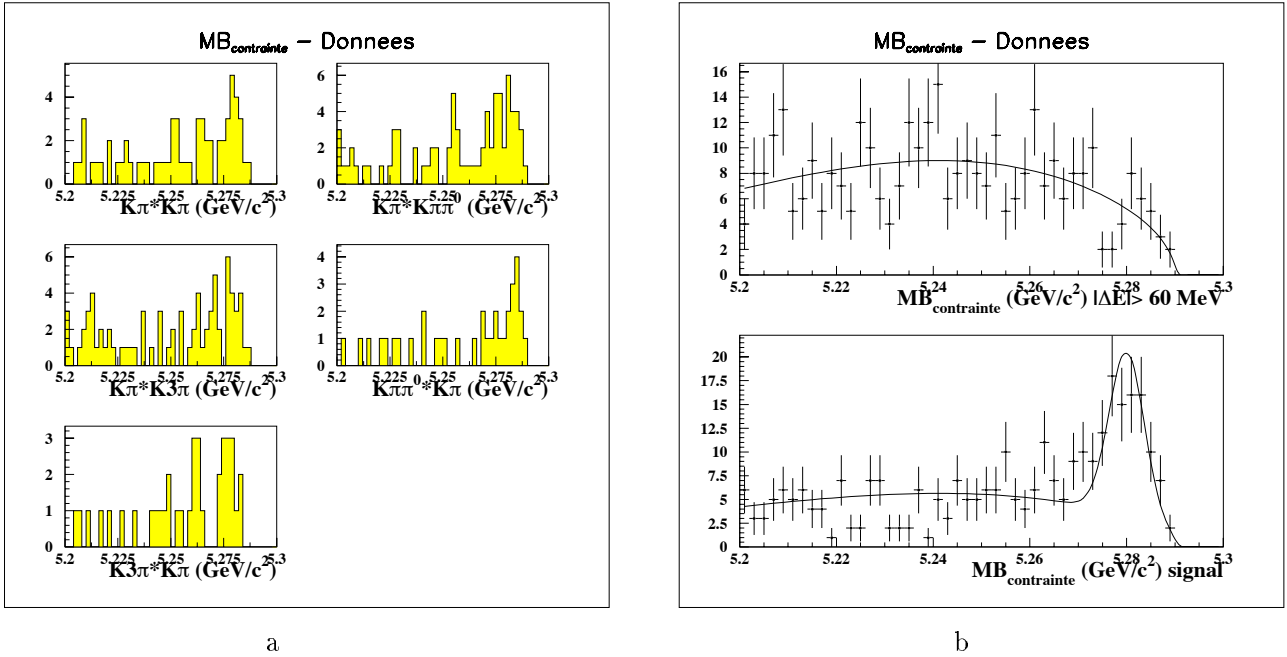 MBcontrainte – Donnees
4
2
0
5.2 5.225 5.25 5.275 5.3
Kπ*Kπ (GeV/c2)
6
4
2
0
5.2 5.225 5.25 5.275 5.3
Kπ*Kππ0 (GeV/c2)
6
4
2
0
5.2 5.225 5.25 5.275 5.3
Kπ*K3π (GeV/c2)
4
3
2
1
0
5.2 5.225 5.25 5.275 5.3
Kππ0*Kπ (GeV/c2)
3
2
1
0
5.2 5.225 5.25 5.275 5.3
K3π*Kπ (GeV/c2)
a
MBcontrainte – Donnees
16
14
12
10
8
6
4
2
0
5.2 5.22 5.24 5.26 5.28 5.3
MBcontrainte (GeV/c2) |ΔE|> 60 MeV
20
17.5
15
12.5
10
7.5
5
2.5
0
5.2 5.22 5.24 5.26 5.28 5.3
MBcontrainte (GeV/c2) signal
b